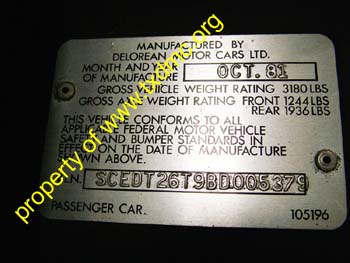 MANUFACTURED BY
DELOREAN MOTOR CARS LTD.
MONTH AND YEAR
OF MANUFACTURE OCT. 81
GROSS VEHICLE WEIGHT RATING 3180 LBS
GROSS AXLE WEIGHT RATING FRONT 1244 LBS
REAR 1936 LBS
THIS VEHICLE CONFORMS TO ALL
APPLICABLE FEDERAL MOTOR VEHICLE
SAFETY AND BUMPER STANDARDS IN
EFFECT ON THE DATE OF MANUFACTURE
SHOWN ABOVE.
V.I.N. SCEDT26T9BD005379
PASSENGER CAR. 105196
property of www.bxdmc.org